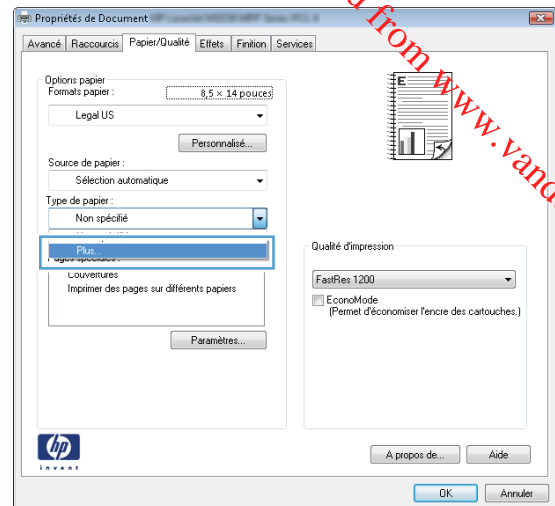 Propriétés de Document
from www.vand
Avancé Raccourcis Papier/Qualité Effets Finition Services
Options papier
Formats papier :
8,5 × 14 pouces
Legal US
E
Personnalisé...
Source de papier :
Sélection automatique
Type de papier :
Non spécifié
Plus...
Pages spéciales :
Couvertures
Imprimer des pages sur différents papiers
Paramètres...
Qualité d'impression
FastRes 1200
EconoMode
(Permet d'économiser l'encre des cartouches.)
hp
invent
A propos de... Aide
OK Annuler